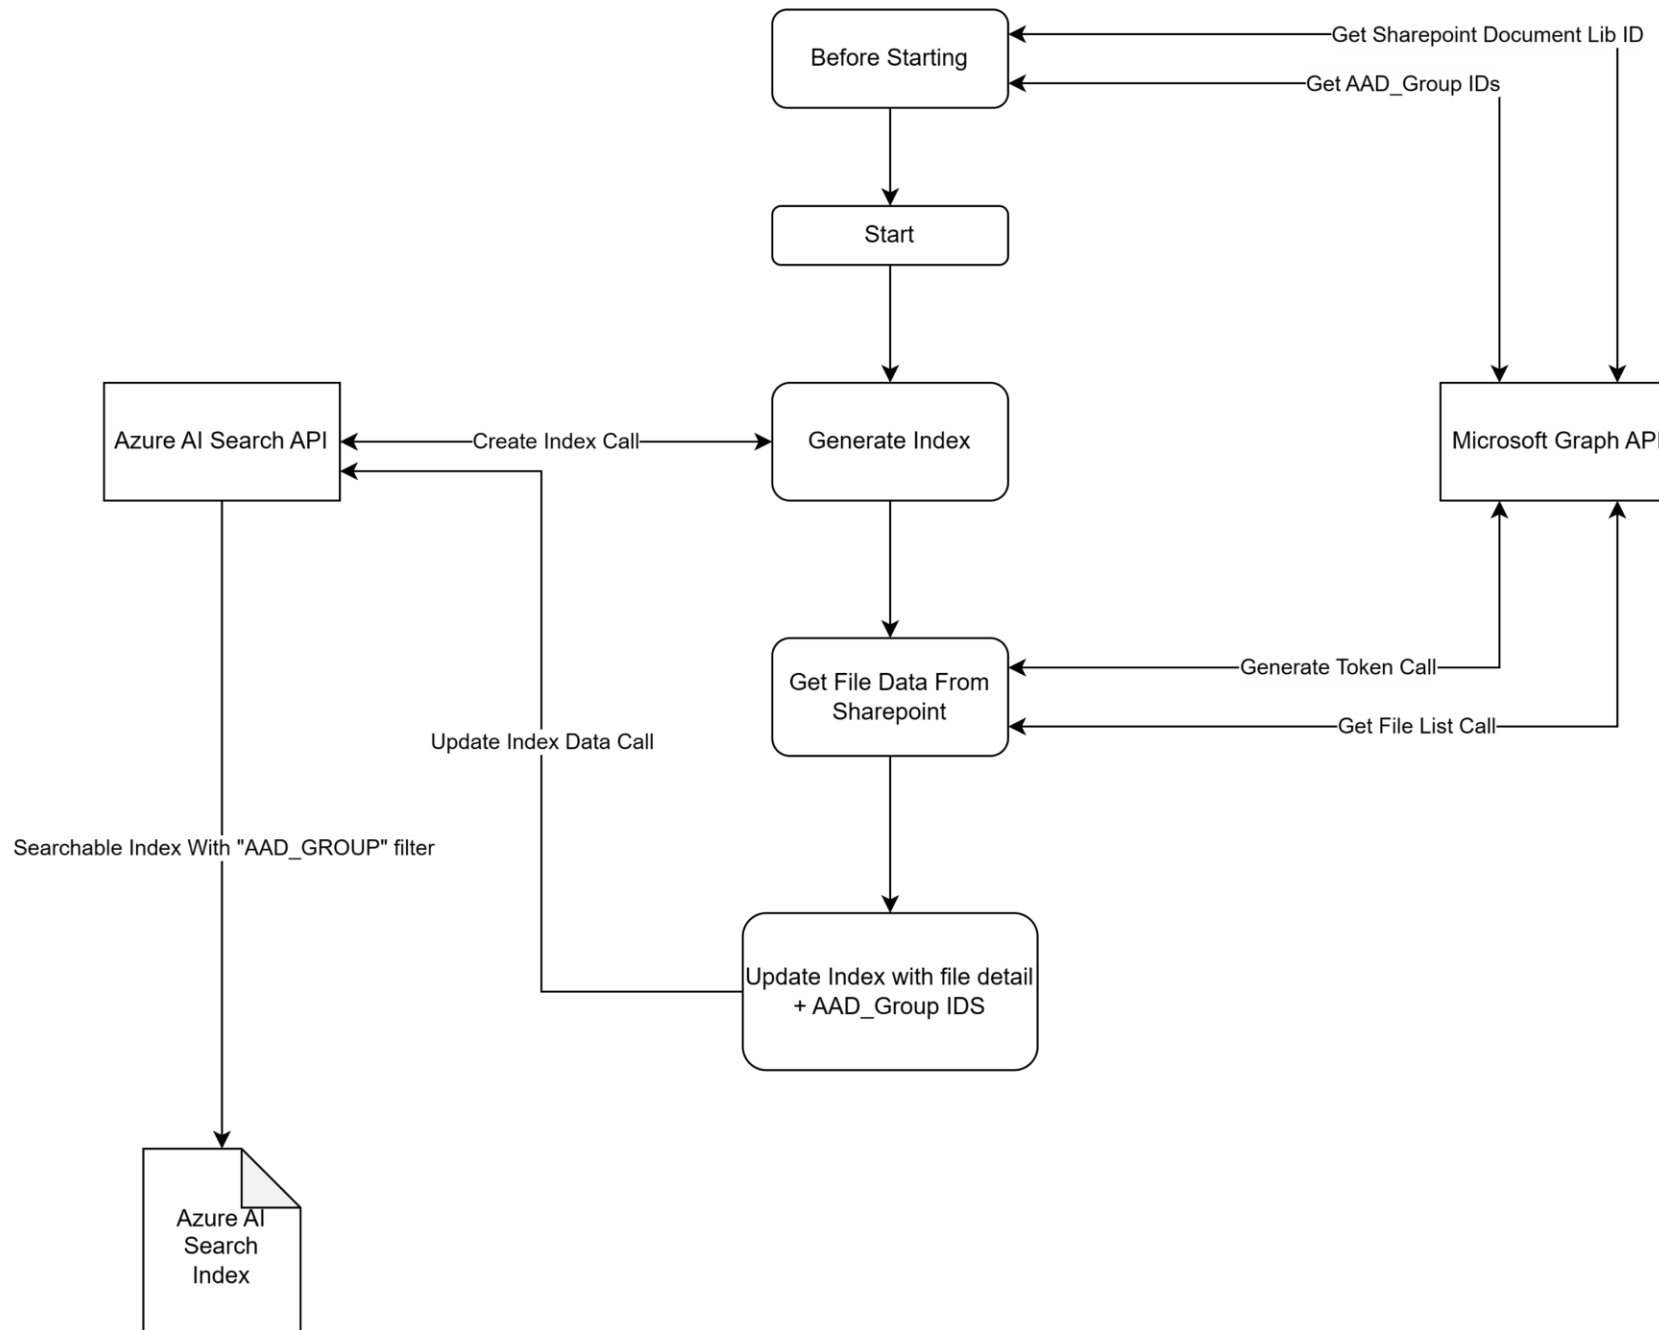 Before Starting
Get Sharepoint Document Lib ID
Get AAD_Group IDs
Start
Azure AI Search API
Create Index Call
Generate Index
Microsoft Graph API
Get File Data From
Sharepoint
Generate Token Call
Get File List Call
Update Index Data Call
Searchable Index With "AAD_GROUP" filter
Update Index with file detail
+ AAD_Group IDS
Azure AI
Search
Index